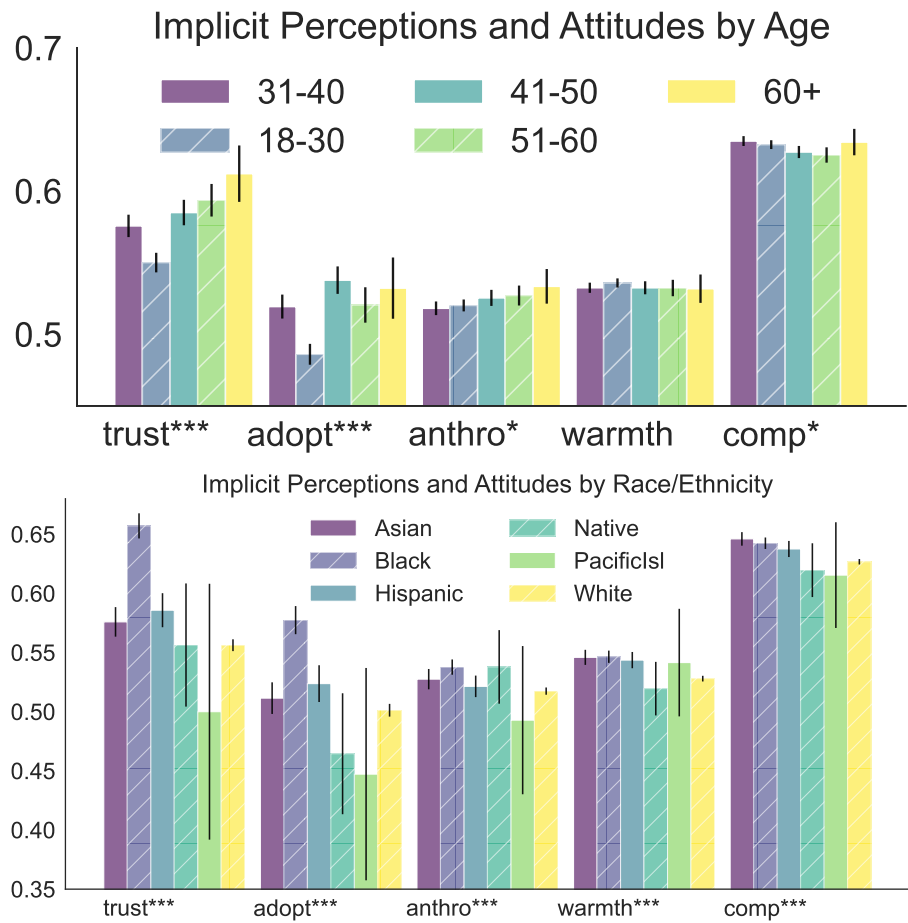 Implicit Perceptions and Attitudes by Age
0.7
31-40 41-50 60+
18-30 51-60
0.6
0.5
trust*** adopt*** anthro* warmth comp*
Implicit Perceptions and Attitudes by Race/Ethnicity
0.65
Asian Native
Black PacificIsl
Hispanic White
0.60
0.55
0.50
0.45
0.40
0.35
trust*** adopt*** anthro*** warmth*** comp***